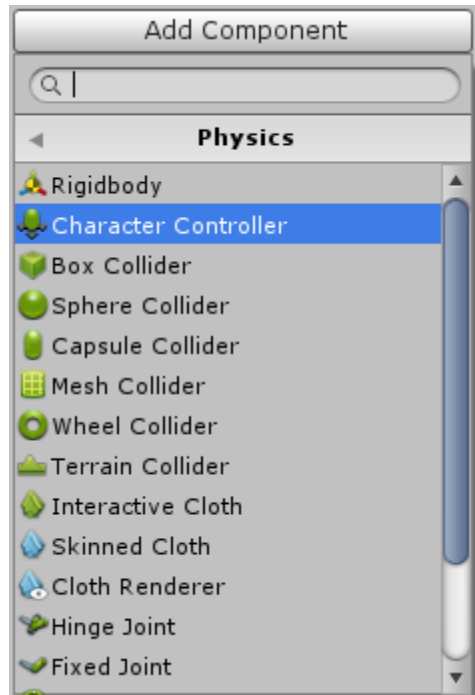 Add Component
Physics
Rigidbody
Character Controller
Box Collider
Sphere Collider
Capsule Collider
Mesh Collider
Wheel Collider
Terrain Collider
Interactive Cloth
Skinned Cloth
Cloth Renderer
Hinge Joint
Fixed Joint